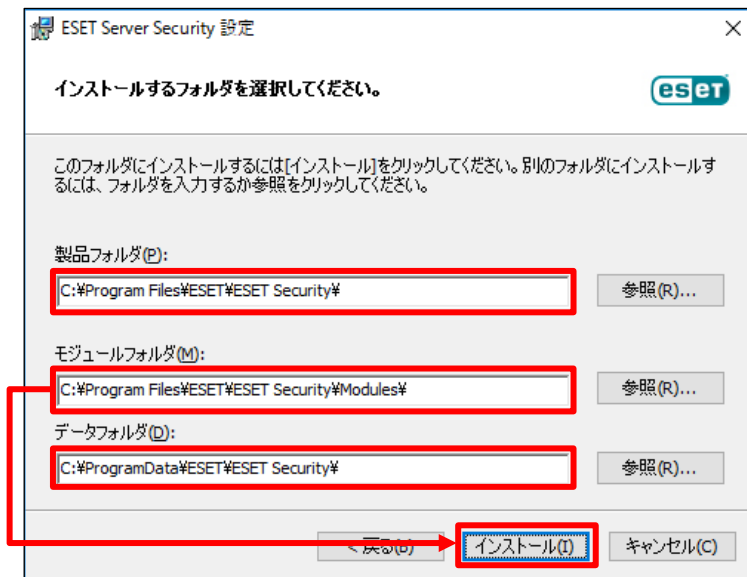 ESET Server Security 設定
インストールするフォルダを選択してください。
eset
このフォルダにインストールするには[インストール]をクリックしてください。別のフォルダにインストールす
るには、フォルダを入力するか参照をクリックしてください。
製品フォルダ(P):
C:¥Program Files¥ESET¥ESET Security¥
参照(R)...
モジュールフォルダ(M):
C:¥Program Files¥ESET¥ESET Security¥Modules¥
参照(R)...
データフォルダ(D):
C:¥ProgramData¥ESET¥ESET Security¥
参照(R)...
< 戻る(B)
インストール(I)
キャンセル(C)